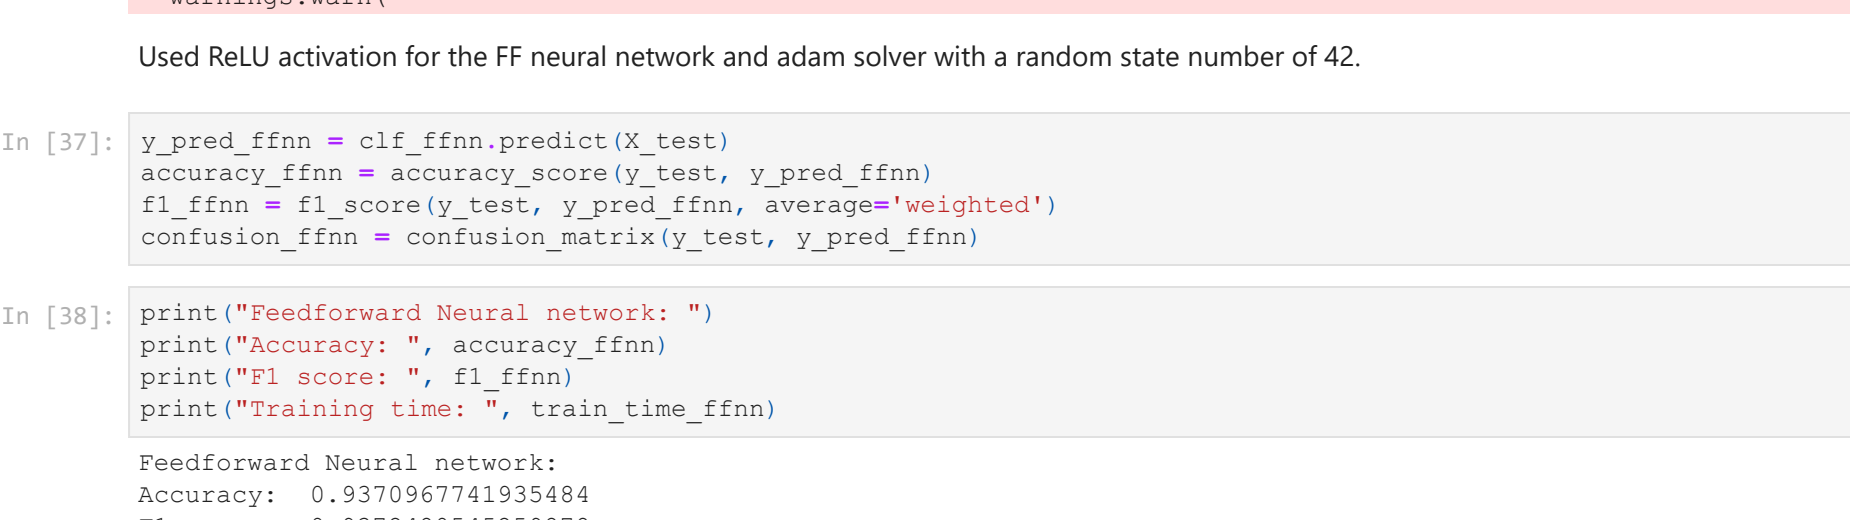 warnings.warn(
Used ReLU activation for the FF neural network and adam solver with a random state number of 42.
In [37]: y_pred_ffnn = clf_ffnn.predict(X_test)
accuracy_ffnn = accuracy_score(y_test, y_pred_ffnn)
f1_ffnn = f1_score(y_test, y_pred_ffnn, average='weighted')
confusion_ffnn = confusion_matrix(y_test, y_pred_ffnn)
In [38]: print("Feedforward Neural network: ")
print("Accuracy: ", accuracy_ffnn)
print("F1 score: ", f1_ffnn)
print("Training time: ", train_time_ffnn)
Feedforward Neural network:
Accuracy:  0.9370967741935484